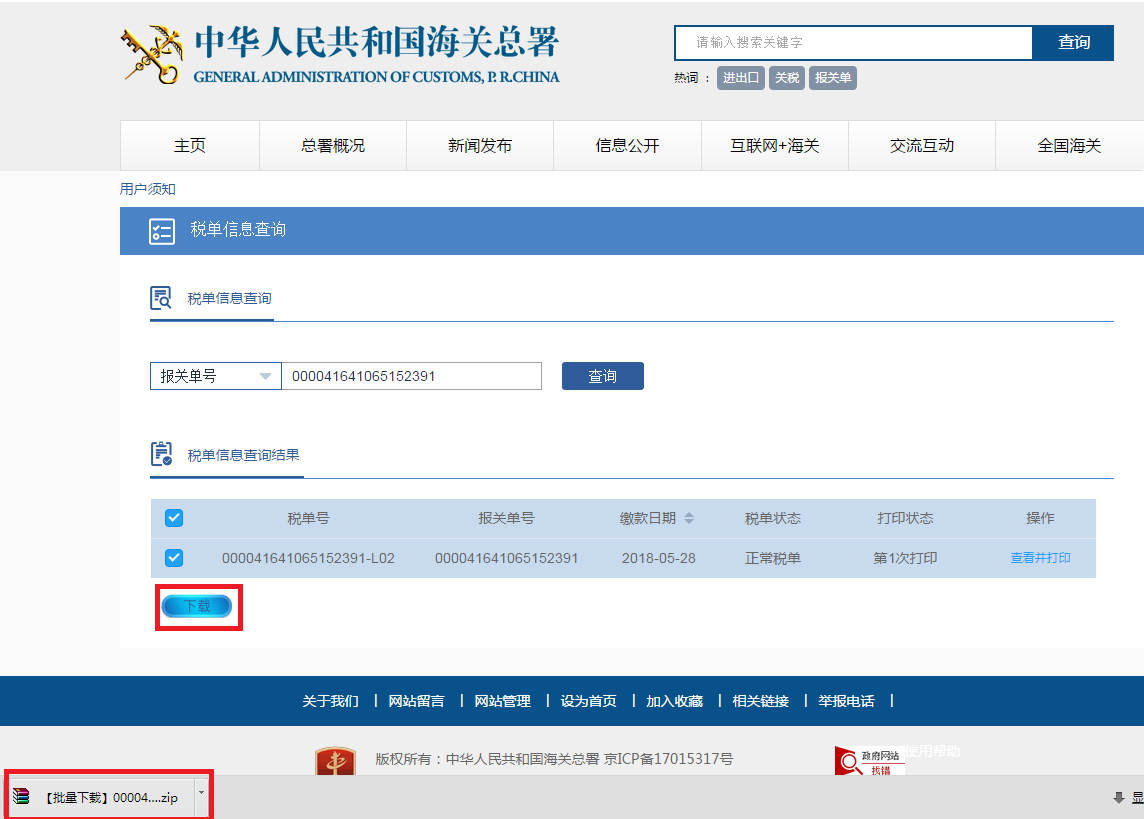 中华人民共和国海关总署
GENERAL ADMINISTRATION OF CUSTOMS, P. R.CHINA
请输入搜索关键字 查询
热词 : 进出口 关税 报关单
主页 总署概况 新闻发布 信息公开 互联网+海关 交流互动 全国海关
用户须知
税单信息查询
税单信息查询
报关单号 000041641065152391 查询
税单信息查询结果
税单号 报关单号 缴款日期 税单状态 打印状态 操作
000041641065152391-L02 000041641065152391 2018-05-28 正常税单 第1次打印 查看并打印
下载
关于我们 | 网站留言 | 网站管理 | 设为首页 | 加入收藏 | 相关链接 | 举报电话 |
版权所有：中华人民共和国海关总署 京ICP备17015317号 政府网站 使用帮助
找错
【批量下载】00004....zip 显